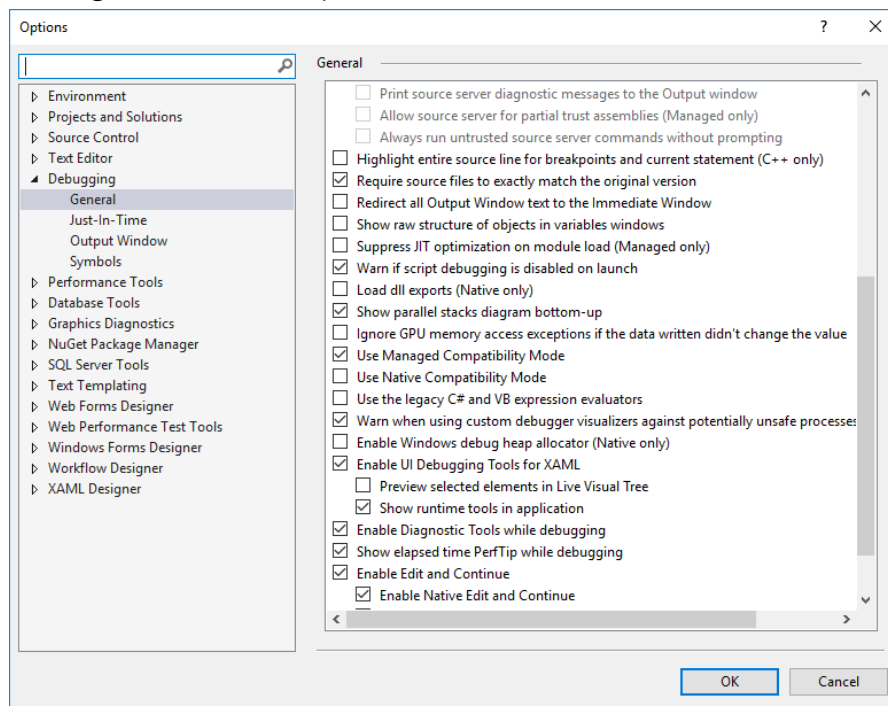 Options
?
General
Environment
Projects and Solutions
Source Control
Text Editor
Debugging
General
Just-In-Time
Output Window
Symbols
Performance Tools
Database Tools
Graphics Diagnostics
NuGet Package Manager
SQL Server Tools
Text Templating
Web Forms Designer
Web Performance Test Tools
Windows Forms Designer
Workflow Designer
XAML Designer
Print source server diagnostic messages to the Output window
Allow source server for partial trust assemblies (Managed only)
Always run untrusted source server commands without prompting
Highlight entire source line for breakpoints and current statement (C++ only)
Require source files to exactly match the original version
Redirect all Output Window text to the Immediate Window
Show raw structure of objects in variables windows
Suppress JIT optimization on module load (Managed only)
Warn if script debugging is disabled on launch
Load dll exports (Native only)
Show parallel stacks diagram bottom-up
Ignore GPU memory access exceptions if the data written didn't change the value
Use Managed Compatibility Mode
Use Native Compatibility Mode
Use the legacy C# and VB expression evaluators
Warn when using custom debugger visualizers against potentially unsafe processes
Enable Windows debug heap allocator (Native only)
Enable UI Debugging Tools for XAML
Preview selected elements in Live Visual Tree
Show runtime tools in application
Enable Diagnostic Tools while debugging
Show elapsed time PerfTip while debugging
Enable Edit and Continue
Enable Native Edit and Continue
OK
Cancel